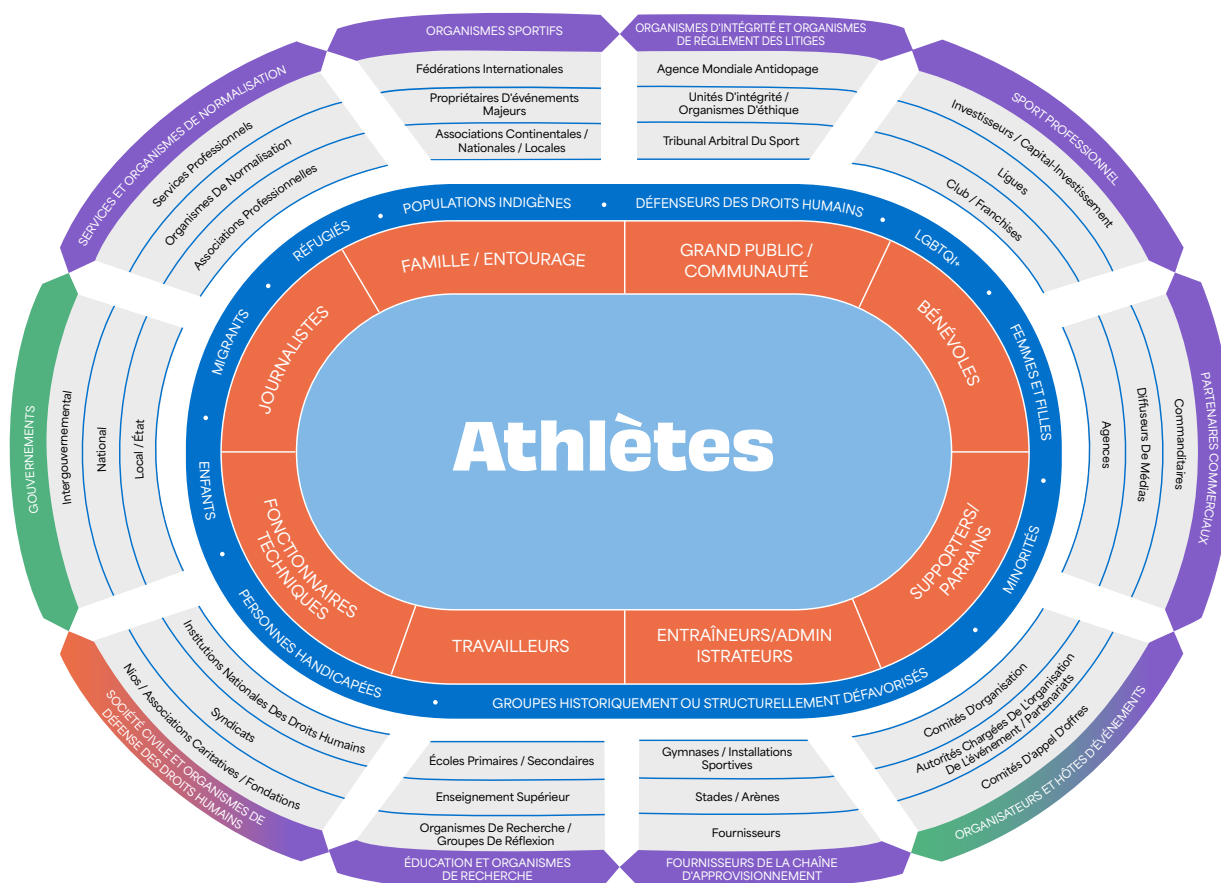 ORGANISMES SPORTIFS
Fédérations Internationales
Propriétaires D'événements
Majeurs
Associations Continentales /
Nationales / Locales
ORGANISMES D'INTÉGRITÉ ET ORGANISMES
DE RÈGLEMENT DES LITIGES
Agence Mondiale Antidopage
Unités D'intégrité /
Organismes D'éthique
Tribunal Arbitral Du Sport
SPORT PROFESSIONNEL
Investisseurs / Capital-Investissement
Ligues
Club / Franchises
PARTENAIRES COMMERCIAUX
Commanditaires
Diffuseurs De Médias
Agences
ORGANISATEURS ET HÔTES D'ÉVÉNEMENTS
Comités D'organisation
Autorités Chargées De L'organisation
De L'événement / Partenariats
Comités D'appel D'offres
FOURNISSEURS DE LA CHAÎNE
D'APPROVISIONNEMENT
Gymnases / Installations
Sportives
Stades / Arènes
Fournisseurs
ÉDUCATION ET ORGANISMES
DE RECHERCHE
Écoles Primaires / Secondaires
Enseignement Supérieur
Organismes De Recherche /
Groupes De Réflexion
SOCIÉTÉ CIVILE ET ORGANISMES DE
DÉFENSE DES DROITS HUMAINS
Institutions Nationales Des Droits Humains
Syndicats
Nios / Associations Caritatives / Fondations
GOUVERNEMENTS
Intergouvernemental
National
Local / État
SERVICES ET ORGANISMES DE NORMALISATION
Services Professionnels
Organismes De Normalisation
Associations Professionnelles
POPULATIONS INDIGÈNES
•
DÉFENSEURS DES DROITS HUMAINS
•
LGBTQI+
•
FEMMES ET FILLES
•
MINORITÉS
•
GROUPES HISTORIQUEMENT OU STRUCTURELLEMENT DÉFAVORISÉS
•
PERSONNES HANDICAPÉES
•
ENFANTS
•
MIGRANTS
•
RÉFUGIÉS
•
FAMILLE / ENTOURAGE
GRAND PUBLIC /
COMMUNAUTÉ
BÉNÉVOLES
SUPPORTERS/
PARRAINS
ENTRAÎNEURS/ADMIN
ISTRATEURS
TRAVAILLEURS
FONCTIONNAIRES
TECHNIQUES
JOURNALISTES
Athlètes